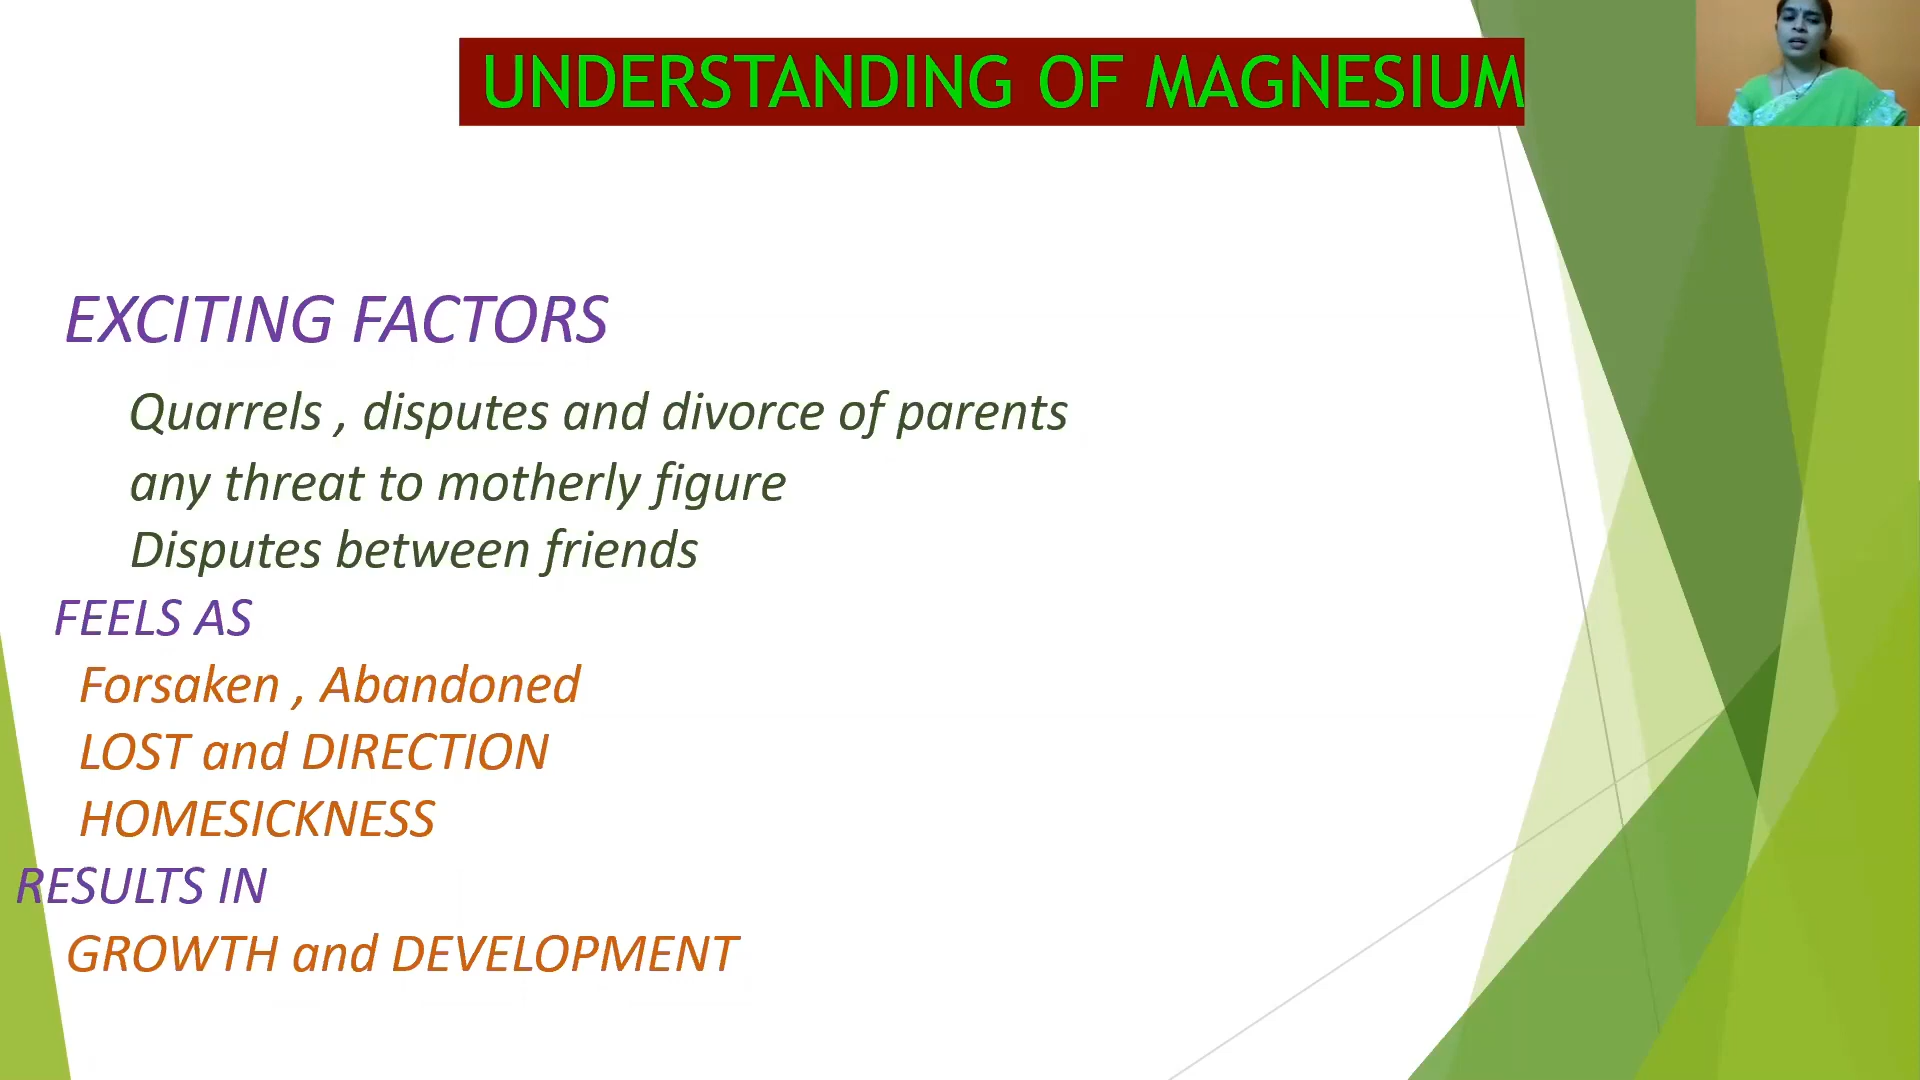 UNDERSTANDING OF MAGNESIUM
EXCITING FACTORS
Quarrels , disputes and divorce of parents
any threat to motherly figure
Disputes between friends
FEELS AS
Forsaken , Abandoned
LOST and DIRECTION
HOMESICKNESS
RESULTS IN
GROWTH and DEVELOPMENT